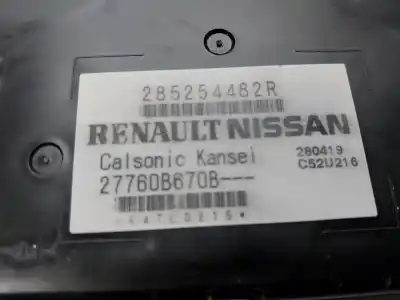 285254482R
RENAULT NISSAN
Calsonic Kansei
280419
C52U216
27760B670B---